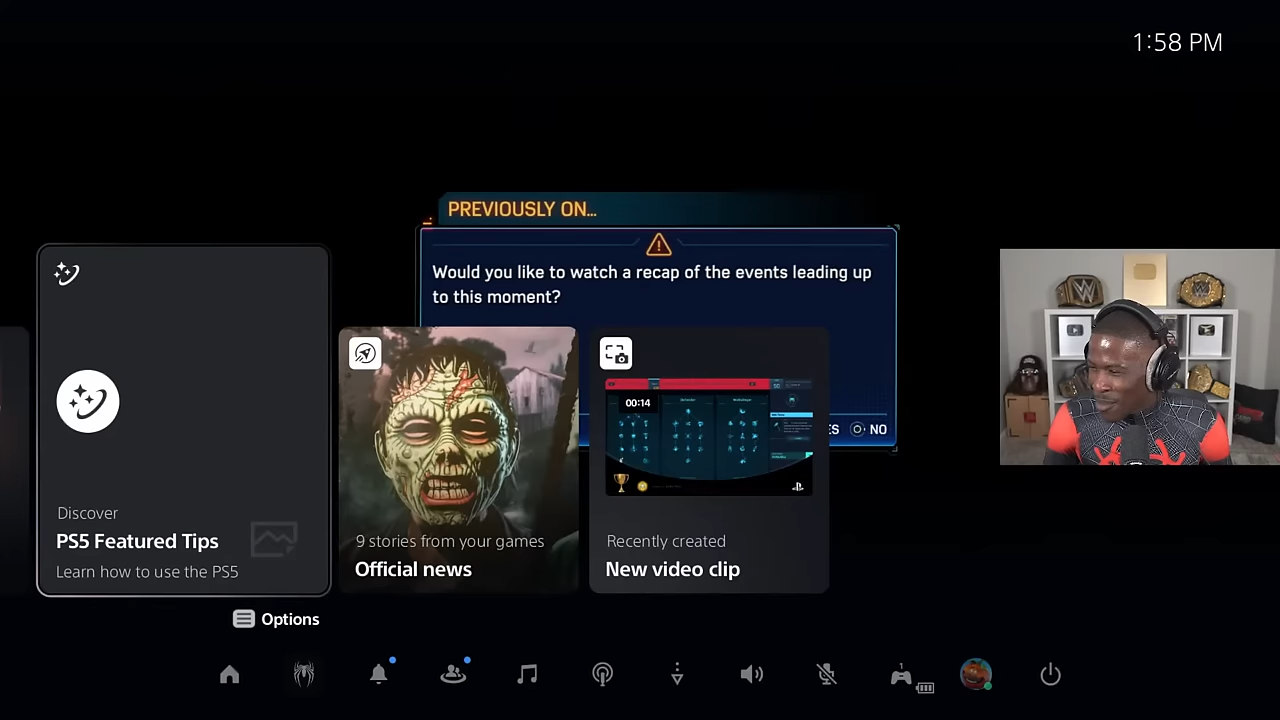 1:58 PM
PREVIOUSLY ON...
Would you like to watch a recap of the events leading up
to this moment?
ES NO
Discover
PS5 Featured Tips
Learn how to use the PS5
9 stories from your games
Official news
00:14
Recently created
New video clip
Options
1